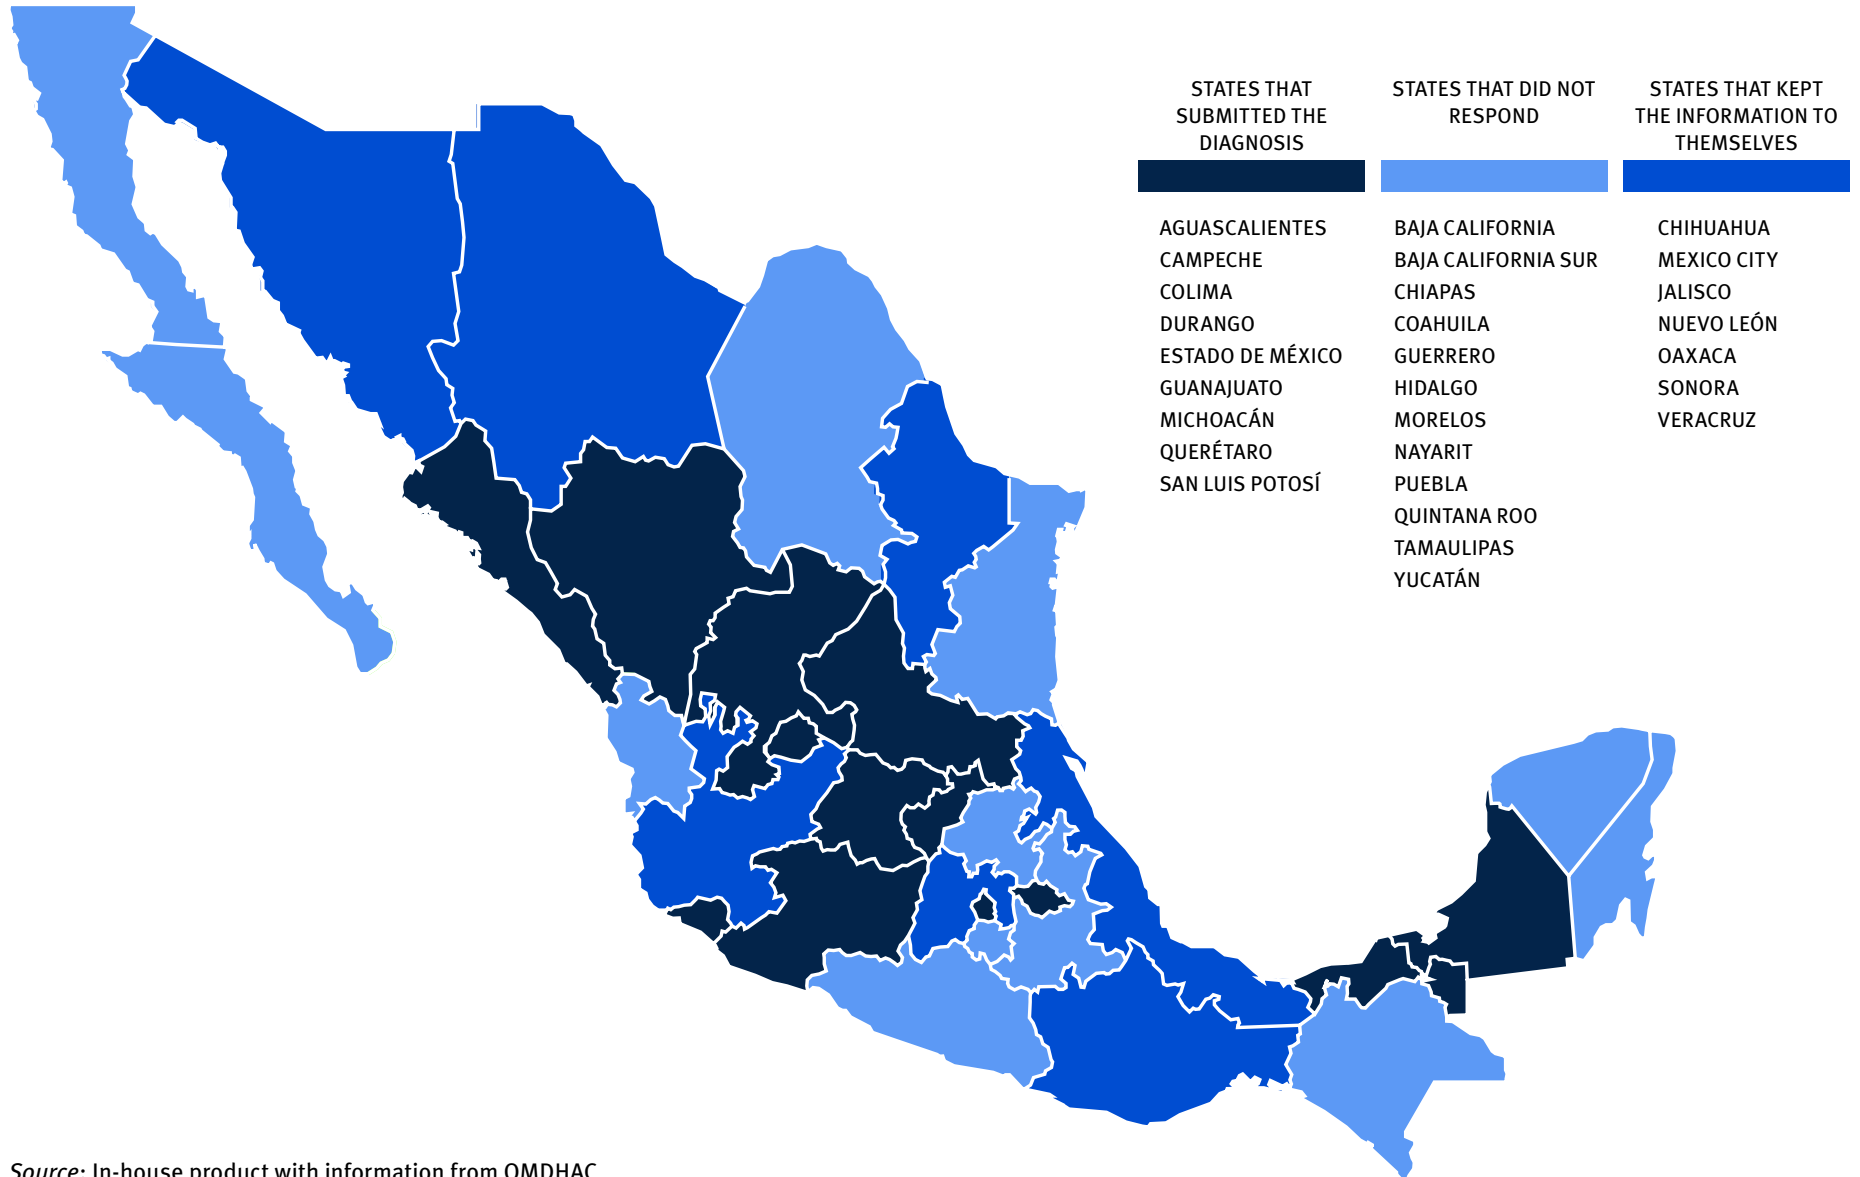 STATES THAT
SUBMITTED THE
DIAGNOSIS
AGUASCALIENTES
CAMPECHE
COLIMA
DURANGO
ESTADO DE MÉXICO
GUANAJUATO
MICHOACÁN
QUERÉTARO
SAN LUIS POTOSÍ
STATES THAT DID NOT
RESPOND
BAJA CALIFORNIA
BAJA CALIFORNIA SUR
CHIAPAS
COAHUILA
GUERRERO
HIDALGO
MORELOS
NAYARIT
PUEBLA
QUINTANA ROO
TAMAULIPAS
YUCATÁN
STATES THAT KEPT
THE INFORMATION TO
THEMSELVES
CHIHUAHUA
MEXICO CITY
JALISCO
NUEVO LEÓN
OAXACA
SONORA
VERACRUZ
Source: In-house product with information from OMDHAC